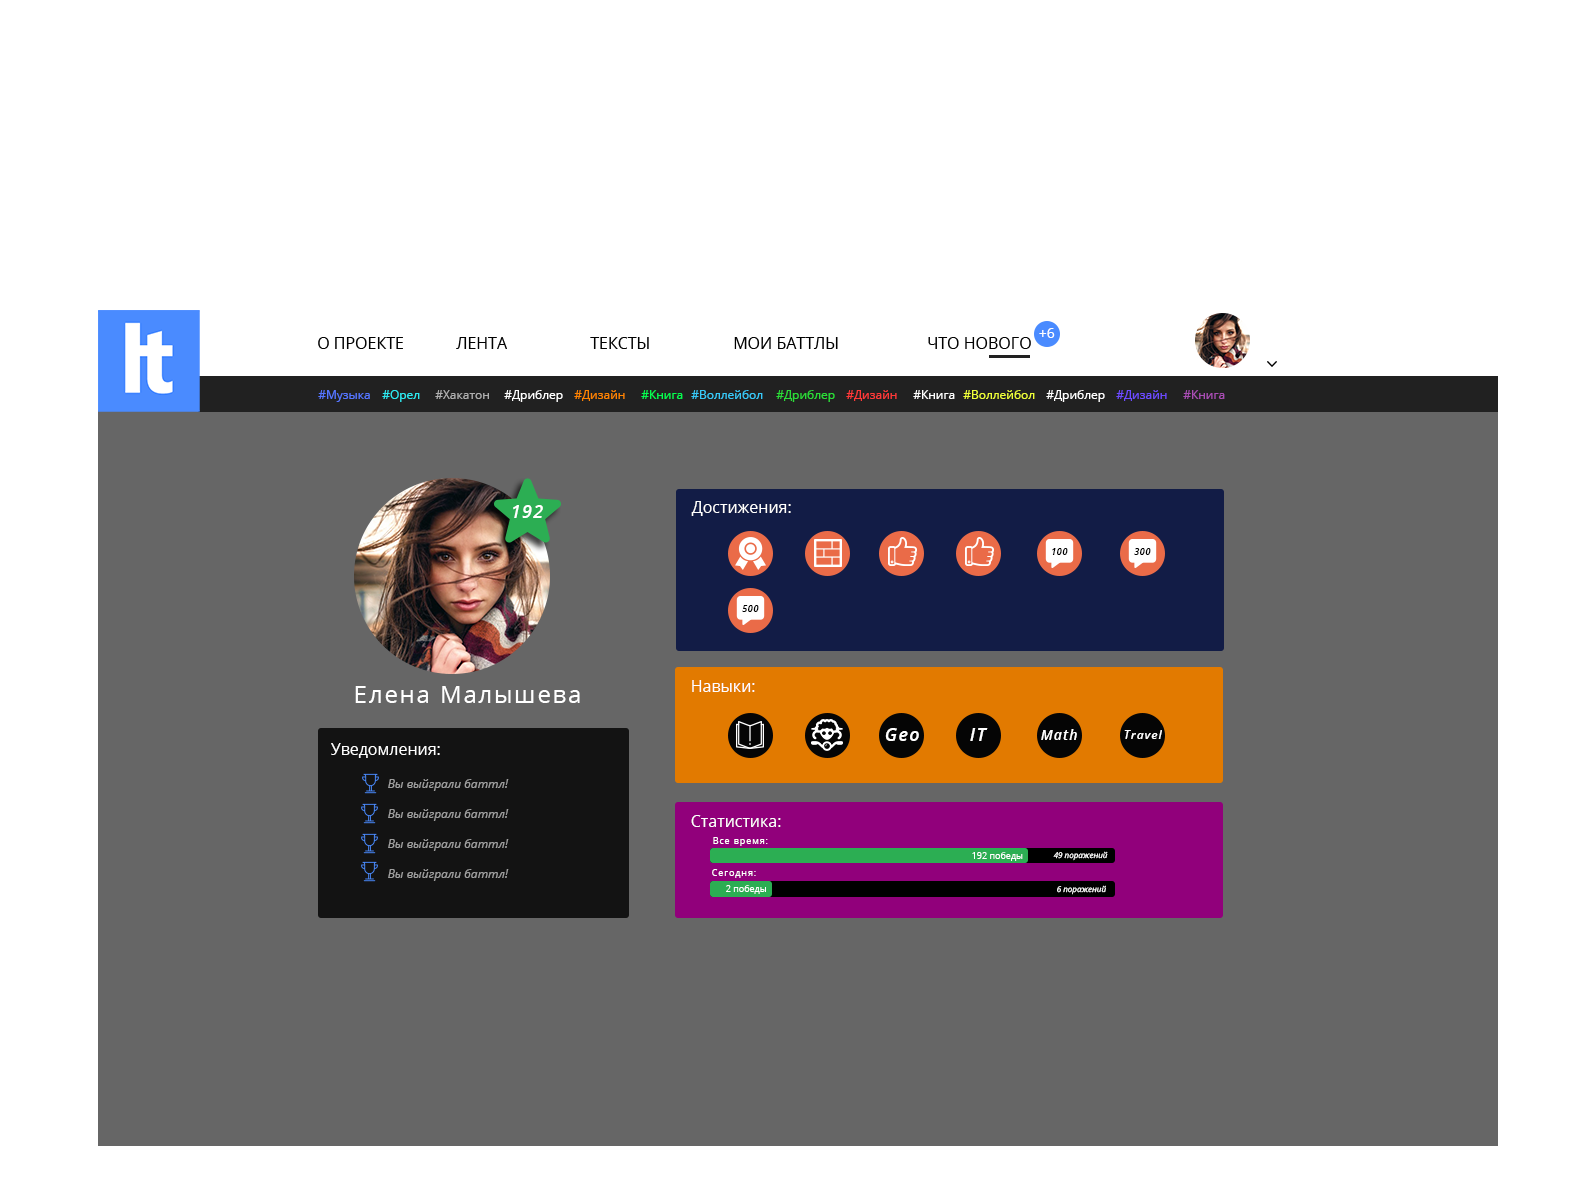 lt
О ПРОЕКТЕ ЛЕНТА ТЕКСТЫ МОИ БАТТЛЫ ЧТО НОВОГО +6
#Музыка #Орел #Хакатон #Дриблер #Дизайн #Книга #Воллейбол #Дриблер #Дизайн #Книга #Воллейбол #Дриблер #Дизайн #Книга
192
Елена Малышева
Уведомления:
Вы выйграли баттл!
Вы выйграли баттл!
Вы выйграли баттл!
Вы выйграли баттл!
Достижения:
100 300
500
Навыки:
Geo IT Math Travel
Статистика:
Все время:
192 победы 49 поражений
Сегодня:
2 победы 6 поражений